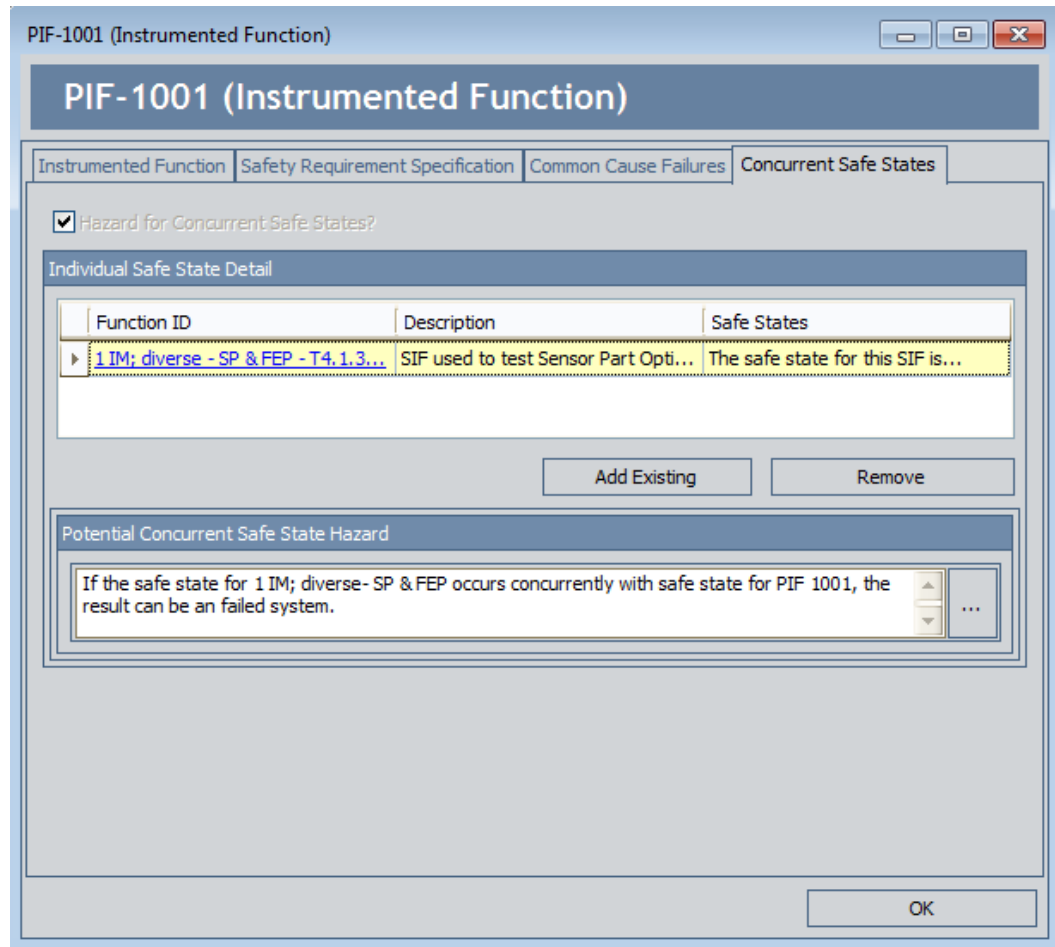 PIF-1001 (Instrumented Function)
PIF-1001 (Instrumented Function)
Instrumented Function Safety Requirement Specification Common Cause Failures Concurrent Safe States
Hazard for Concurrent Safe States?
Individual Safe State Detail
Function ID Description Safe States
1 IM; diverse - SP & FEP - T4.1.3... SIF used to test Sensor Part Opti... The safe state for this SIF is...
Add Existing Remove
Potential Concurrent Safe State Hazard
If the safe state for 1 IM; diverse- SP & FEP occurs concurrently with safe state for PIF 1001, the
result can be an failed system.
...
OK